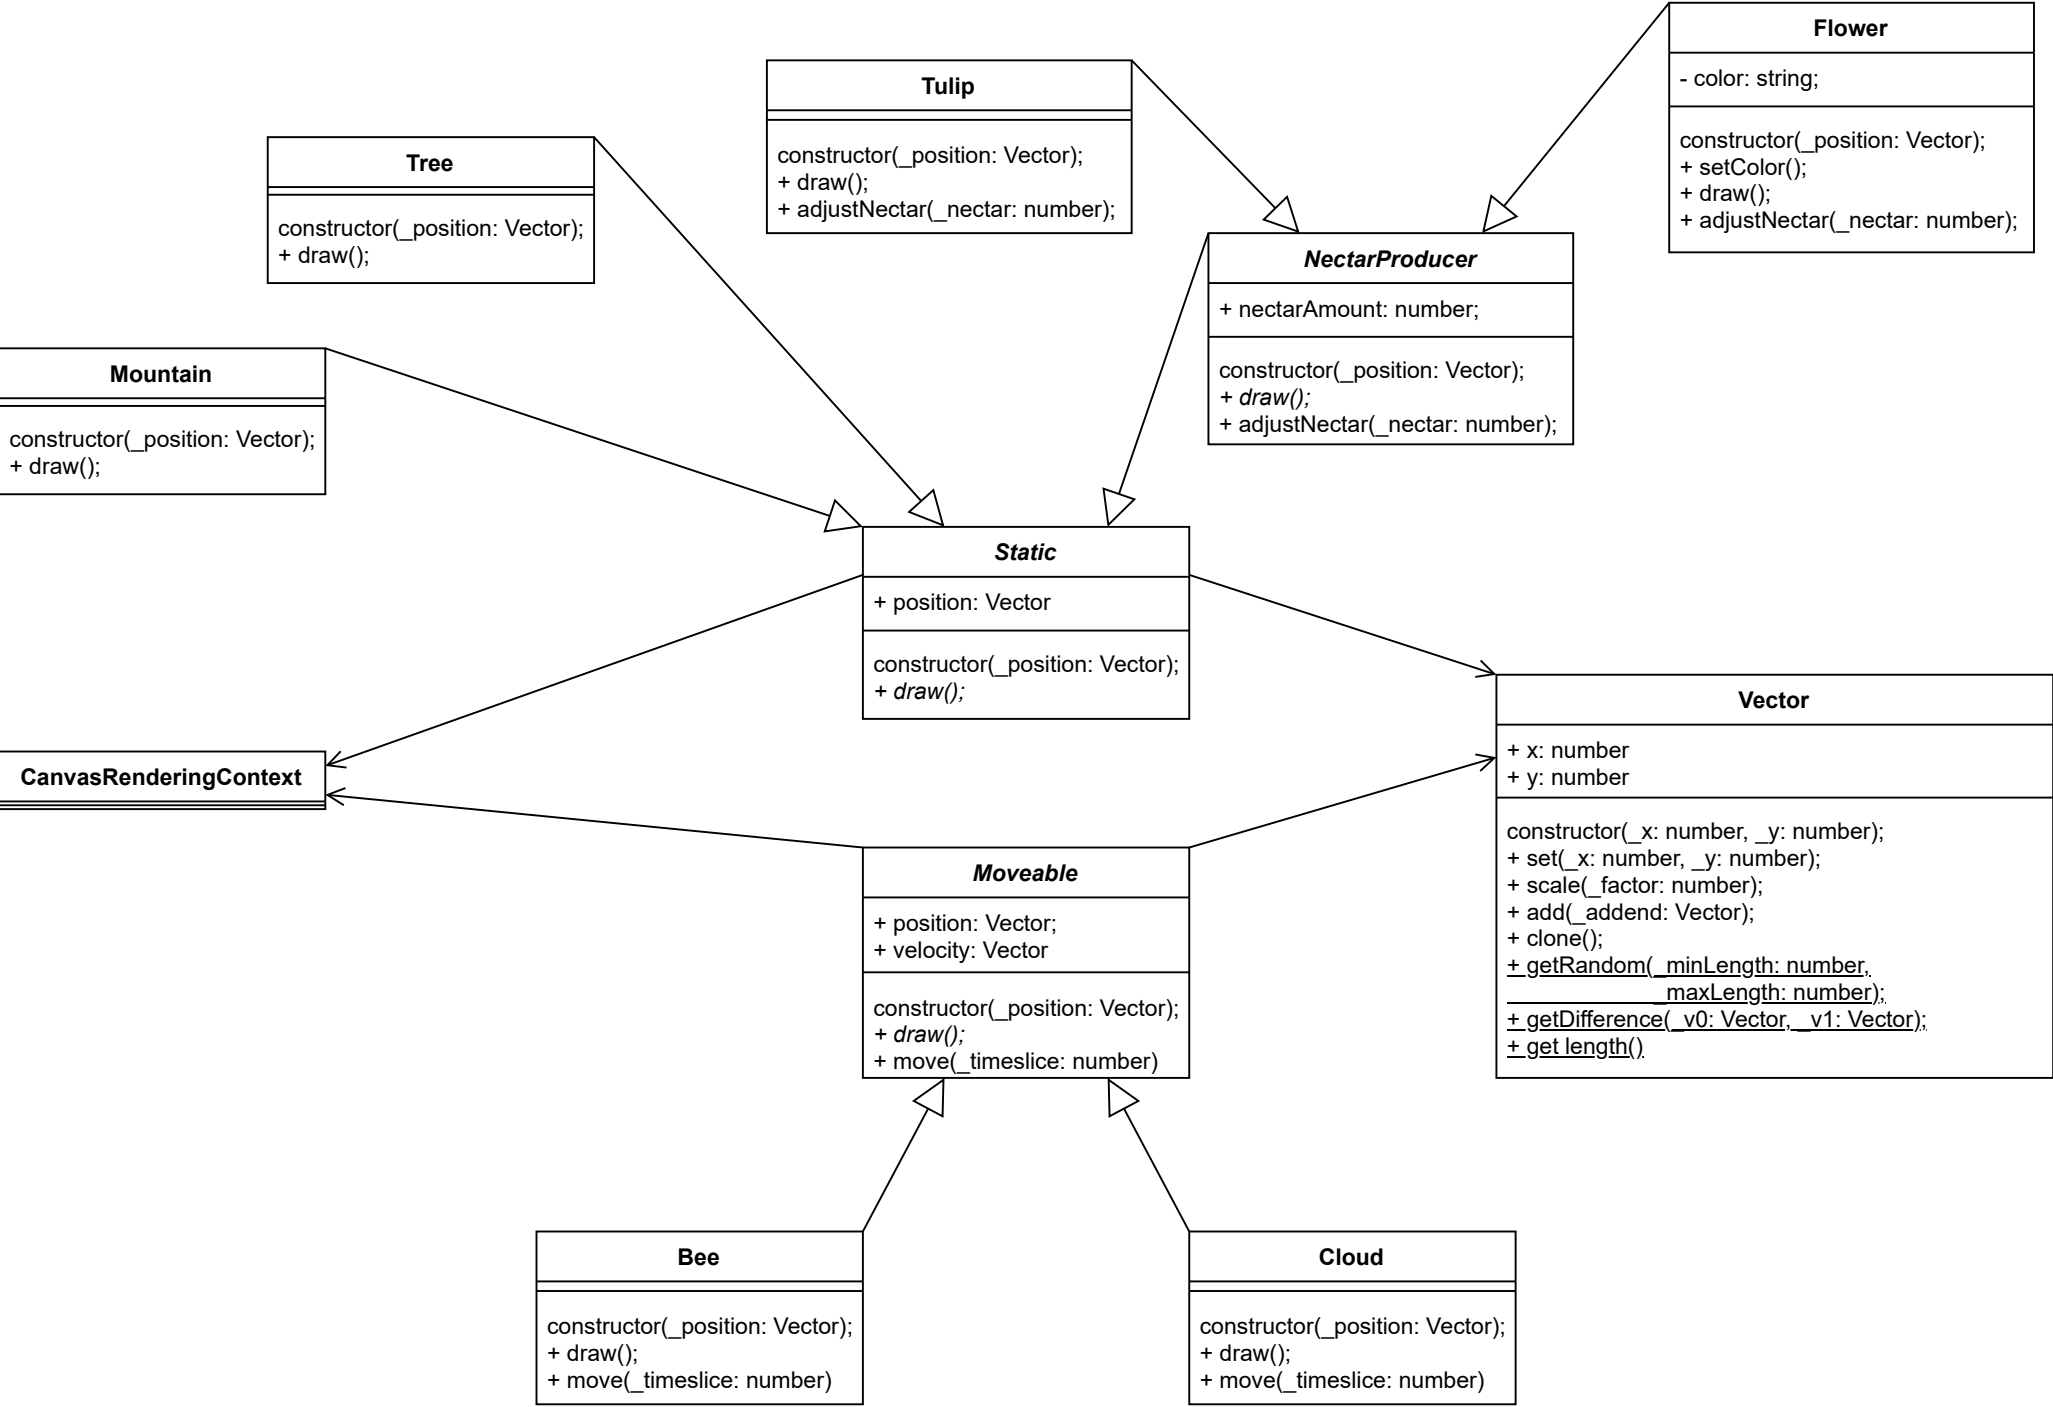 Flower
- color: string;
constructor(_position: Vector);
+ setColor();
+ draw();
+ adjustNectar(_nectar: number);
Tulip
constructor(_position: Vector);
+ draw();
+ adjustNectar(_nectar: number);
Tree
constructor(_position: Vector);
+ draw();
NectarProducer
+ nectarAmount: number;
constructor(_position: Vector);
+ draw();
+ adjustNectar(_nectar: number);
Mountain
constructor(_position: Vector);
+ draw();
Static
+ position: Vector
constructor(_position: Vector);
+ draw();
Vector
+ x: number
+ y: number
constructor(_x: number, _y: number);
+ set(_x: number, _y: number);
+ scale(_factor: number);
+ add(_addend: Vector);
+ clone();
+ getRandom(_minLength: number,
_maxLength: number);
+ getDifference(_v0: Vector, _v1: Vector);
+ get length()
CanvasRenderingContext
Moveable
+ position: Vector;
+ velocity: Vector
constructor(_position: Vector);
+ draw();
+ move(_timeslice: number)
Bee
constructor(_position: Vector);
+ draw();
+ move(_timeslice: number)
Cloud
constructor(_position: Vector);
+ draw();
+ move(_timeslice: number)